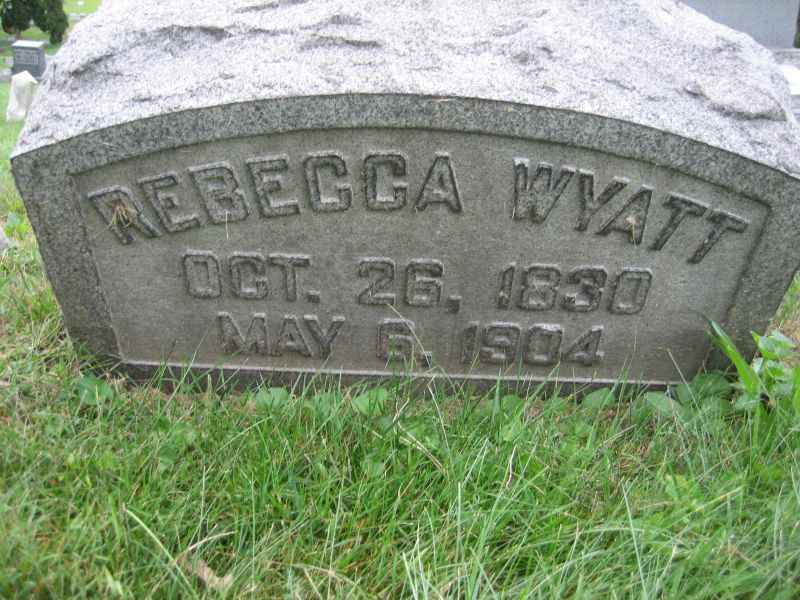 REBECCA WYATT
OCT. 26, 1830
MAY 6, 1904